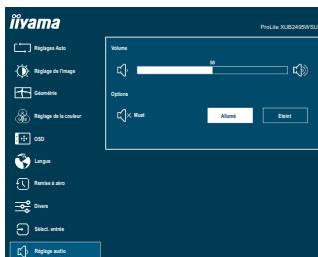 iiyama
ProLite XUB2495WSU
Réglages Auto
Volume
50
Réglage de l'image
Géométrie
Options
Réglage de la couleur
Muet
Allumé
Eteint
OSD
Langue
Remise à zéro
Divers
Sélect. entrée
Réglage audio